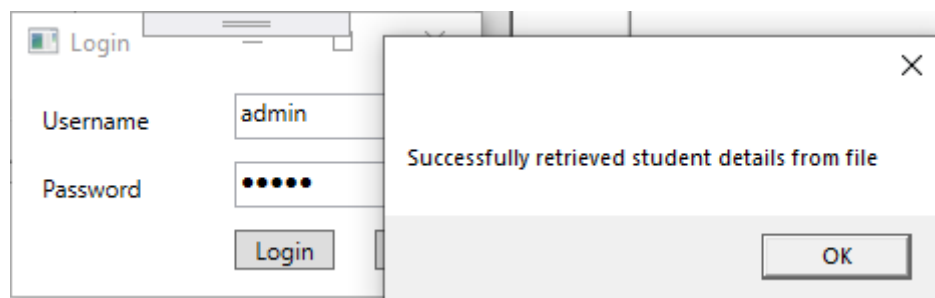 Login
Username
admin
Password
•••••
Login
Successfully retrieved student details from file
OK